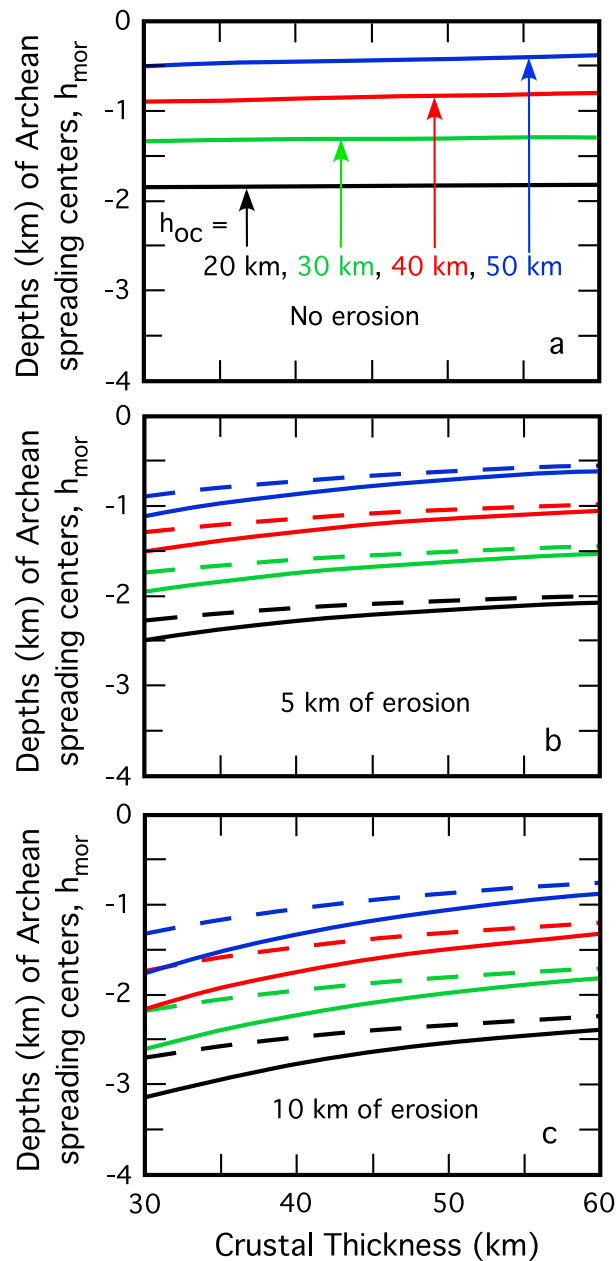 Depths (km) of Archean
spreading centers, h_mor
0
-1
-2
-3
-4
h_oc =
20 km, 30 km, 40 km, 50 km
No erosion
a
Depths (km) of Archean
spreading centers, h_mor
0
-1
-2
-3
-4
5 km of erosion
b
Depths (km) of Archean
spreading centers, h_mor
0
-1
-2
-3
-4
10 km of erosion
c
30 40 50 60
Crustal Thickness (km)